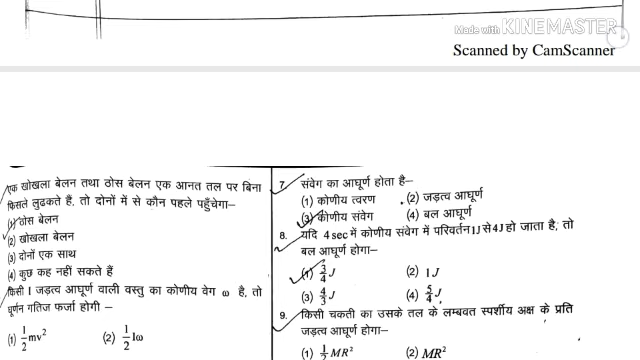 Made with KINEMASTER
Scanned by CamScanner
एक खोखला बेलन तथा ठोस बेलन एक आनत तल पर बिना
फिसले लुढकते हैं, तो दोनों में से कौन पहले पहुँचेगा–
(1) ठोस बेलन
(2) खोखला बेलन
(3) दोनों एक साथ
(4) कुछ कह नहीं सकते हैं
किसी I जड़त्व आघूर्ण वाली वस्तु का कोणीय वेग ω है, तो
घूर्णन गतिज फर्जा होगी –
(1) 1/2 mv² (2) 1/2 Iω
7. संवेग का आघूर्ण होता है–
(1) कोणीय त्वरण (2) जड़त्व आघूर्ण
(3) कोणीय संवेग (4) बल आघूर्ण
8. यदि 4 sec में कोणीय संवेग में परिवर्तन 1J से 4J हो जाता है, तो
बल आघूर्ण होगा–
(1) 3/4 J (2) 1J
(3) 4/3 J (4) 5/4 J
9. किसी चकती का उसके तल के लम्बवत स्पर्शीय अक्ष के प्रति
जड़त्व आघूर्ण होगा–
(1) 1/2 MR² (2) MR²